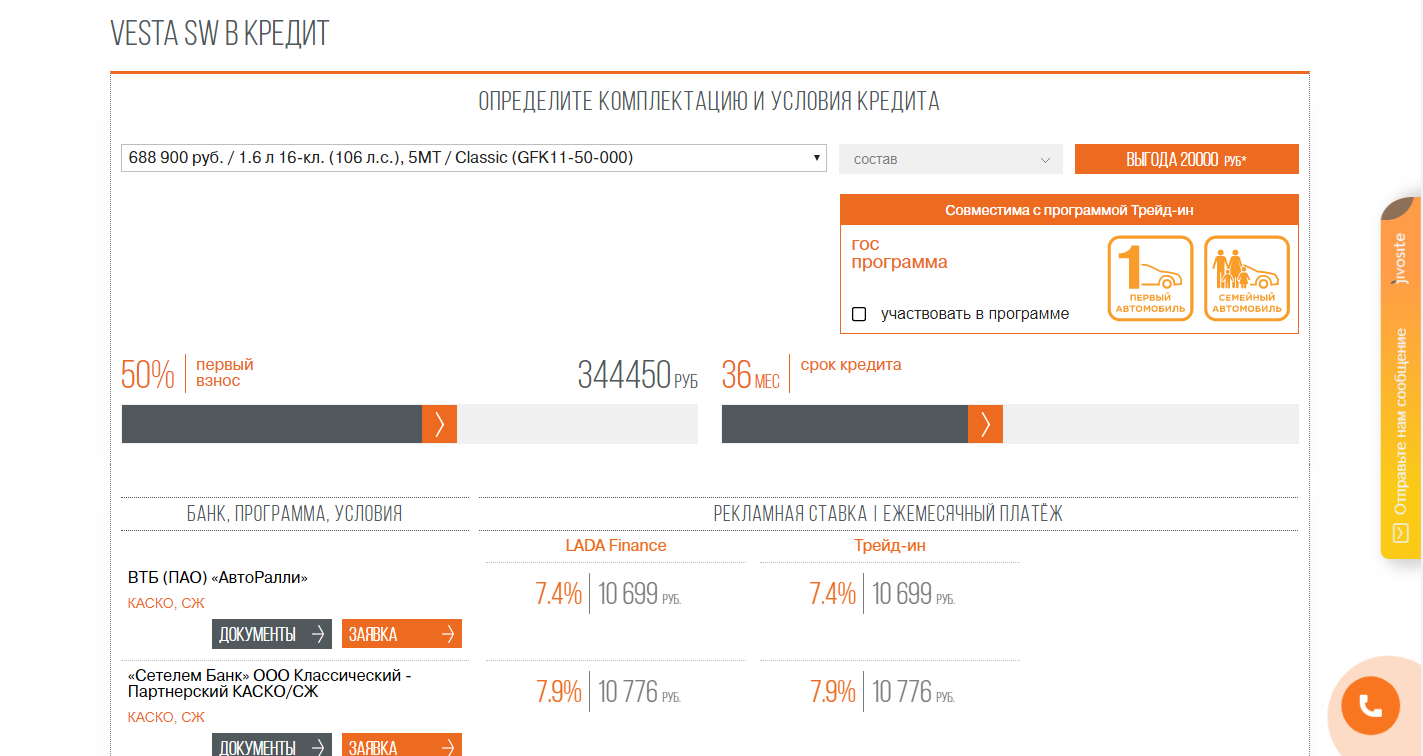 VESTA SW В КРЕДИТ
ОПРЕДЕЛИТЕ КОМПЛЕКТАЦИЮ И УСЛОВИЯ КРЕДИТА
688 900 руб. / 1.6 л 16-кл. (106 л.с.), 5МТ / Classic (GFK11-50-000)
состав
ВЫГОДА 20000 РУБ*
Совместима с программой Трейд-ин
гос
программа
1
ПЕРВЫЙ
АВТОМОБИЛЬ
СЕМЕЙНЫЙ
АВТОМОБИЛЬ
участвовать в программе
50%
первый
взнос
344450 РУБ
36 МЕС
срок кредита
БАНК, ПРОГРАММА, УСЛОВИЯ
РЕКЛАМНАЯ СТАВКА | ЕЖЕМЕСЯЧНЫЙ ПЛАТЁЖ
LADA Finance
Трейд-ин
ВТБ (ПАО) «АвтоРалли»
КАСКО, СЖ
ДОКУМЕНТЫ
ЗАЯВКА
7.4% 10 699 РУБ.
7.4% 10 699 РУБ.
«Сетелем Банк» ООО Классический -
Партнерский КАСКО/СЖ
КАСКО, СЖ
ДОКУМЕНТЫ
ЗАЯВКА
7.9% 10 776 РУБ.
7.9% 10 776 РУБ.
Отправьте нам сообщение
jivosite